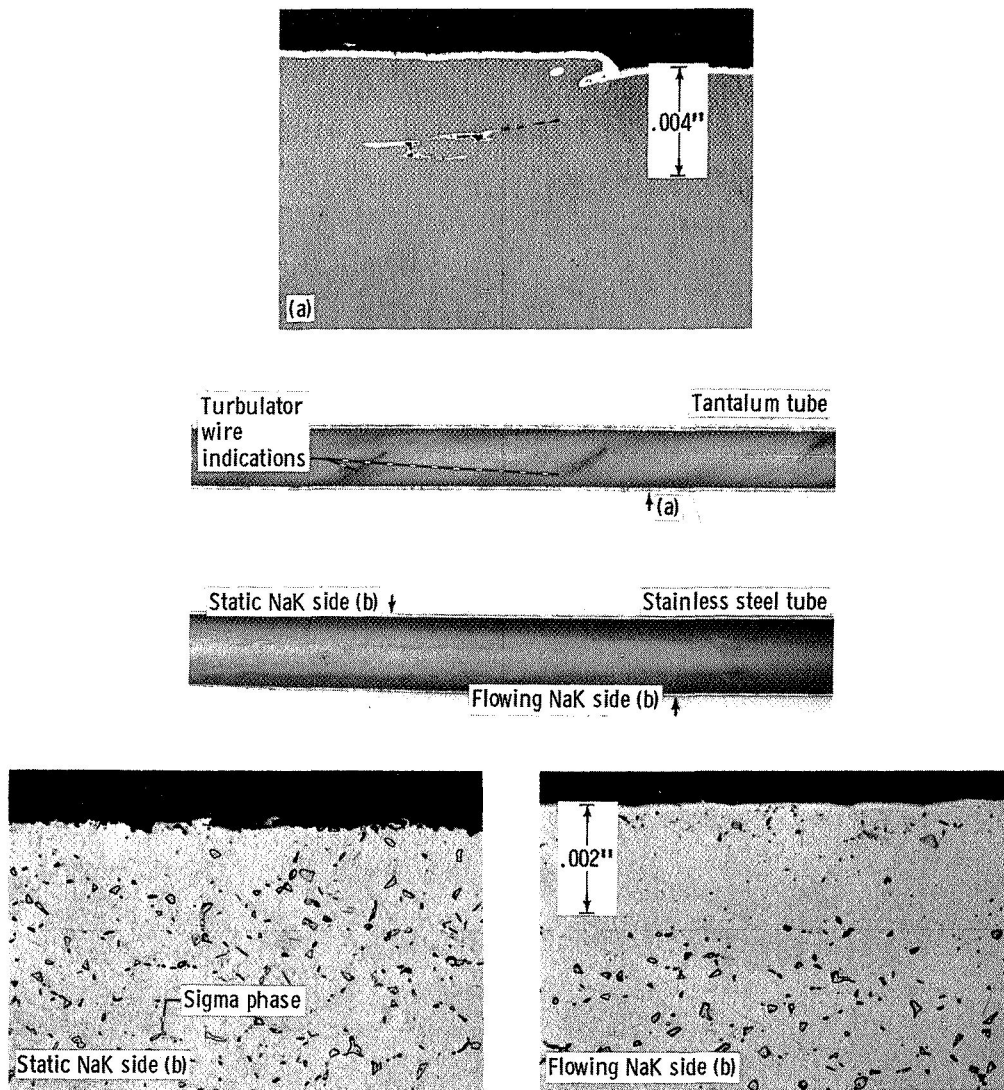 .004"
(a)
Turbulator
wire
indications
Tantalum tube
(a)
Static NaK side (b)
Stainless steel tube
Flowing NaK side (b)
.002"
Sigma phase
Static NaK side (b)
Flowing NaK side (b)